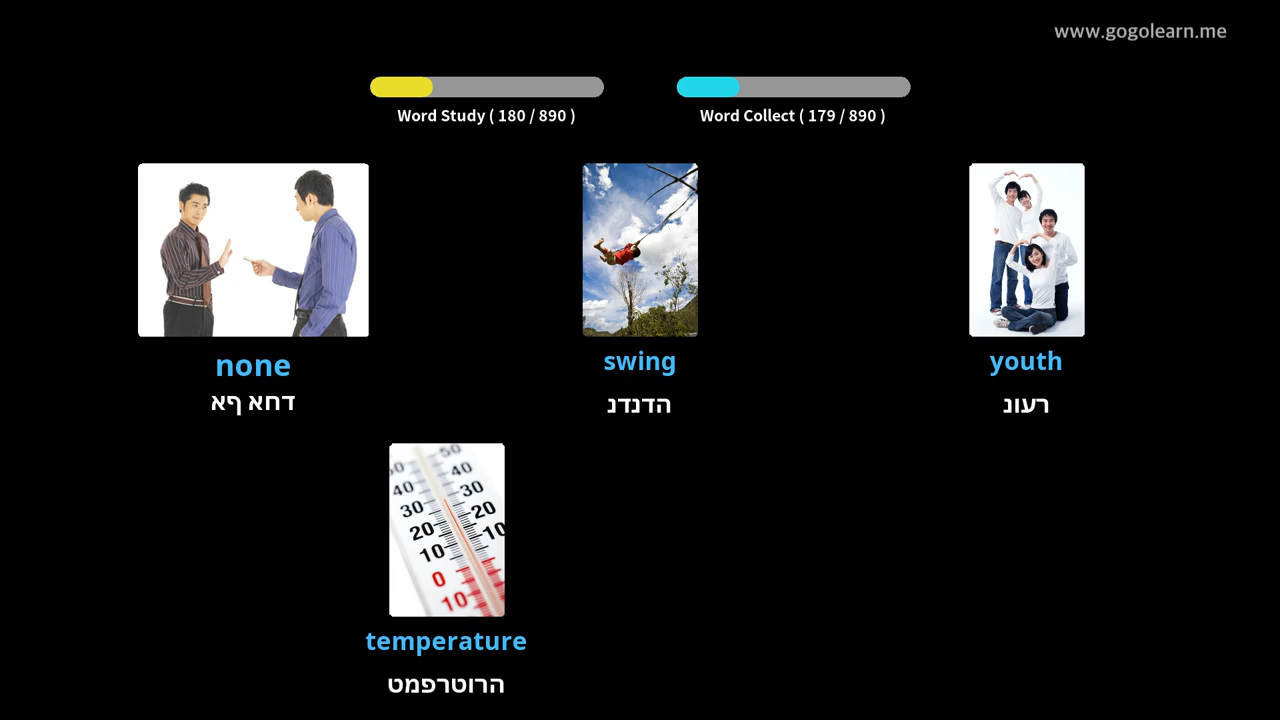 www.gogolearn.me
Word Study ( 180 / 890 )
Word Collect ( 179 / 890 )
none
דחא ףא
swing
הדנדנ
youth
רעונ
temperature
הרוטרפמט